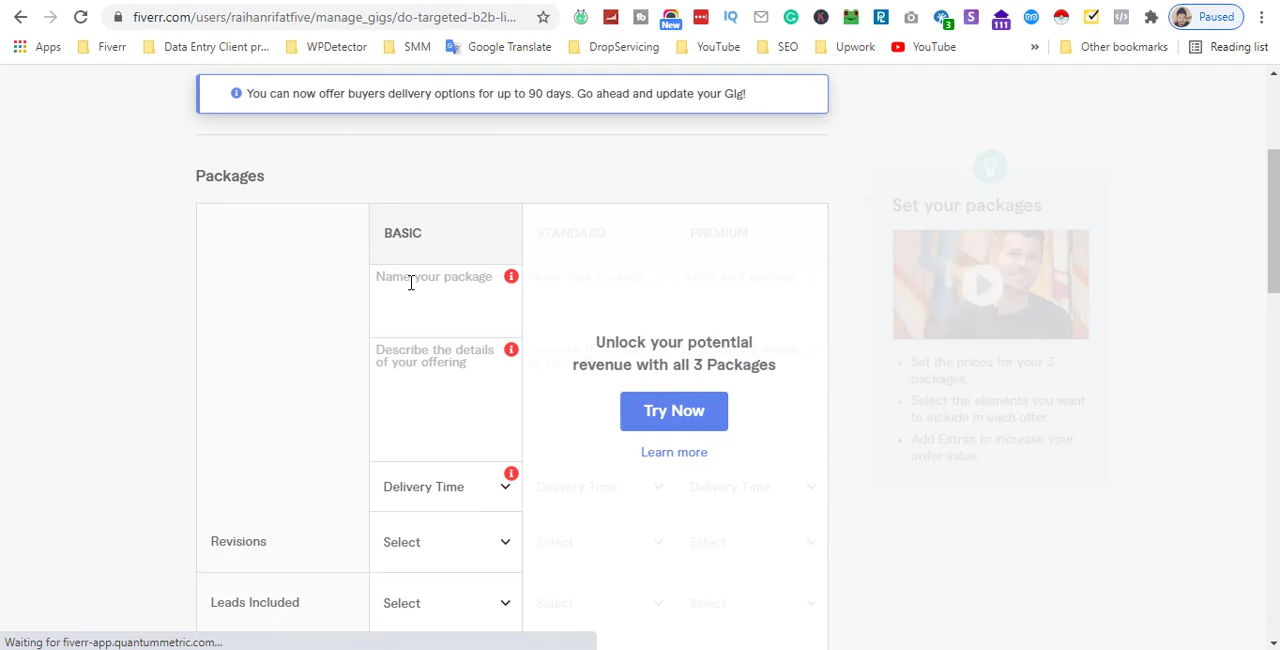 fiverr.com/users/raihanrifatfive/manage_gigs/do-targeted-b2b-li...
New
3
111
Paused
Apps
Fiverr
Data Entry Client pr...
WPDetector
SMM
Google Translate
DropServicing
YouTube
SEO
Upwork
YouTube
»
Other bookmarks
Reading list
You can now offer buyers delivery options for up to 90 days. Go ahead and update your Gig!
Packages
BASIC
STANDARD
PREMIUM
Name your package
Describe the details
of your offering
Unlock your potential
revenue with all 3 Packages
Try Now
Learn more
Delivery Time
Delivery Time
Delivery Time
Revisions
Select
Select
Select
Leads Included
Select
Select
Select
Set your packages
Set the prices for your 3
packages.
Select the elements you want
to include in each offer
Add Extras to increase your
order value.
Waiting for fiverr-app.quantummetric.com...